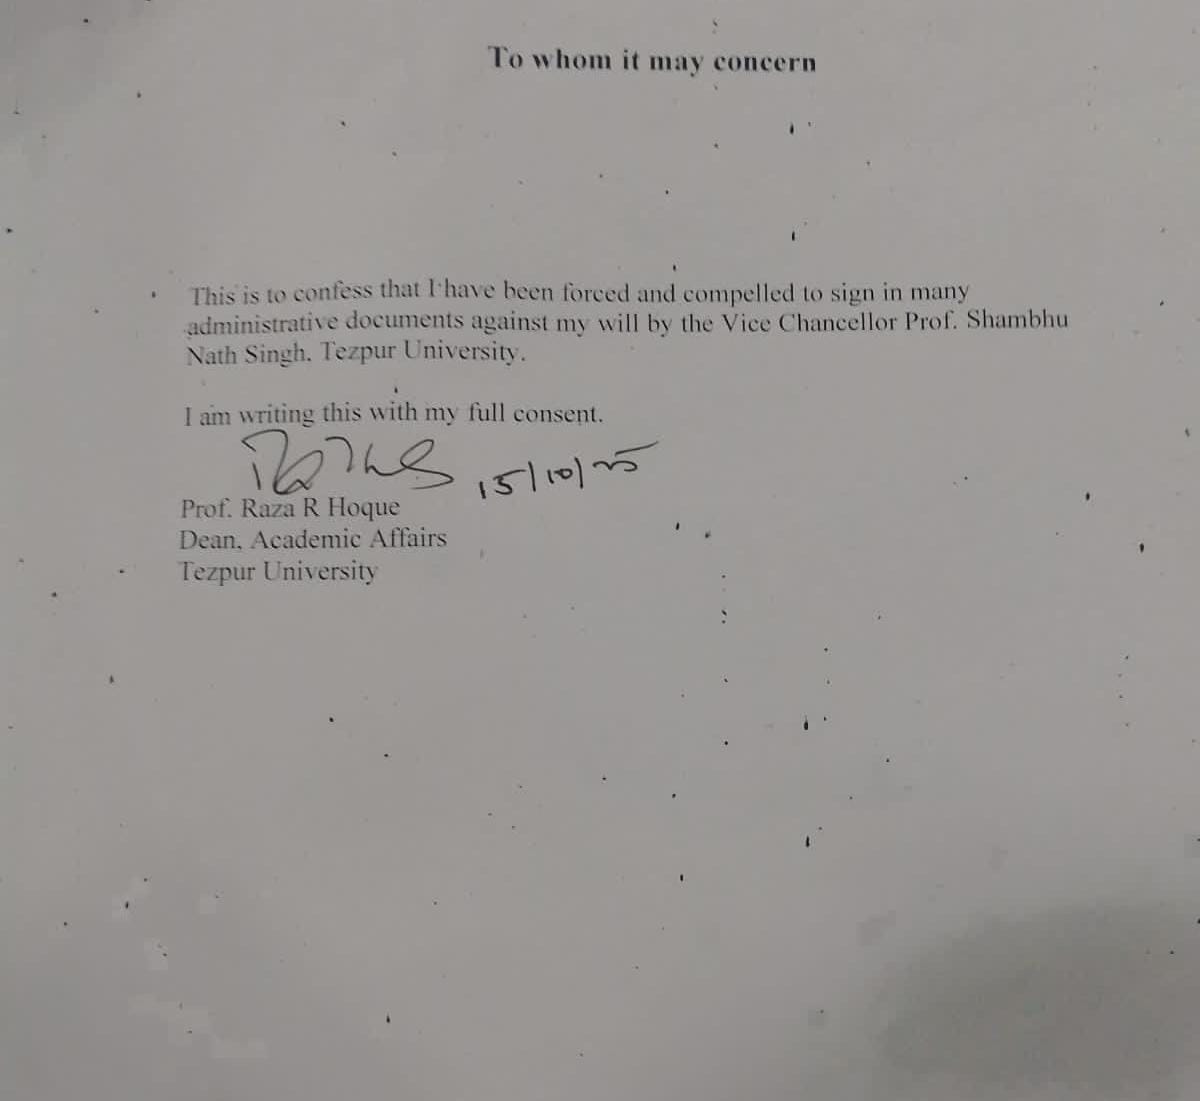 To whom it may concern
This is to confess that I have been forced and compelled to sign in many
administrative documents against my will by the Vice Chancellor Prof. Shambhu
Nath Singh, Tezpur University.
I am writing this with my full consent.
15/10/25
Prof. Raza R Hoque
Dean, Academic Affairs
Tezpur University